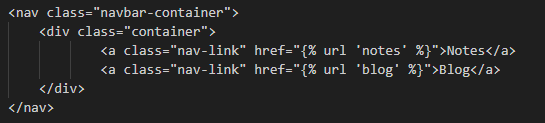 <nav class="navbar-container">
    <div class="container">
            <a class="nav-link" href="{% url 'notes' %}">Notes</a>
            <a class="nav-link" href="{% url 'blog' %}">Blog</a>
    </div>
</nav>